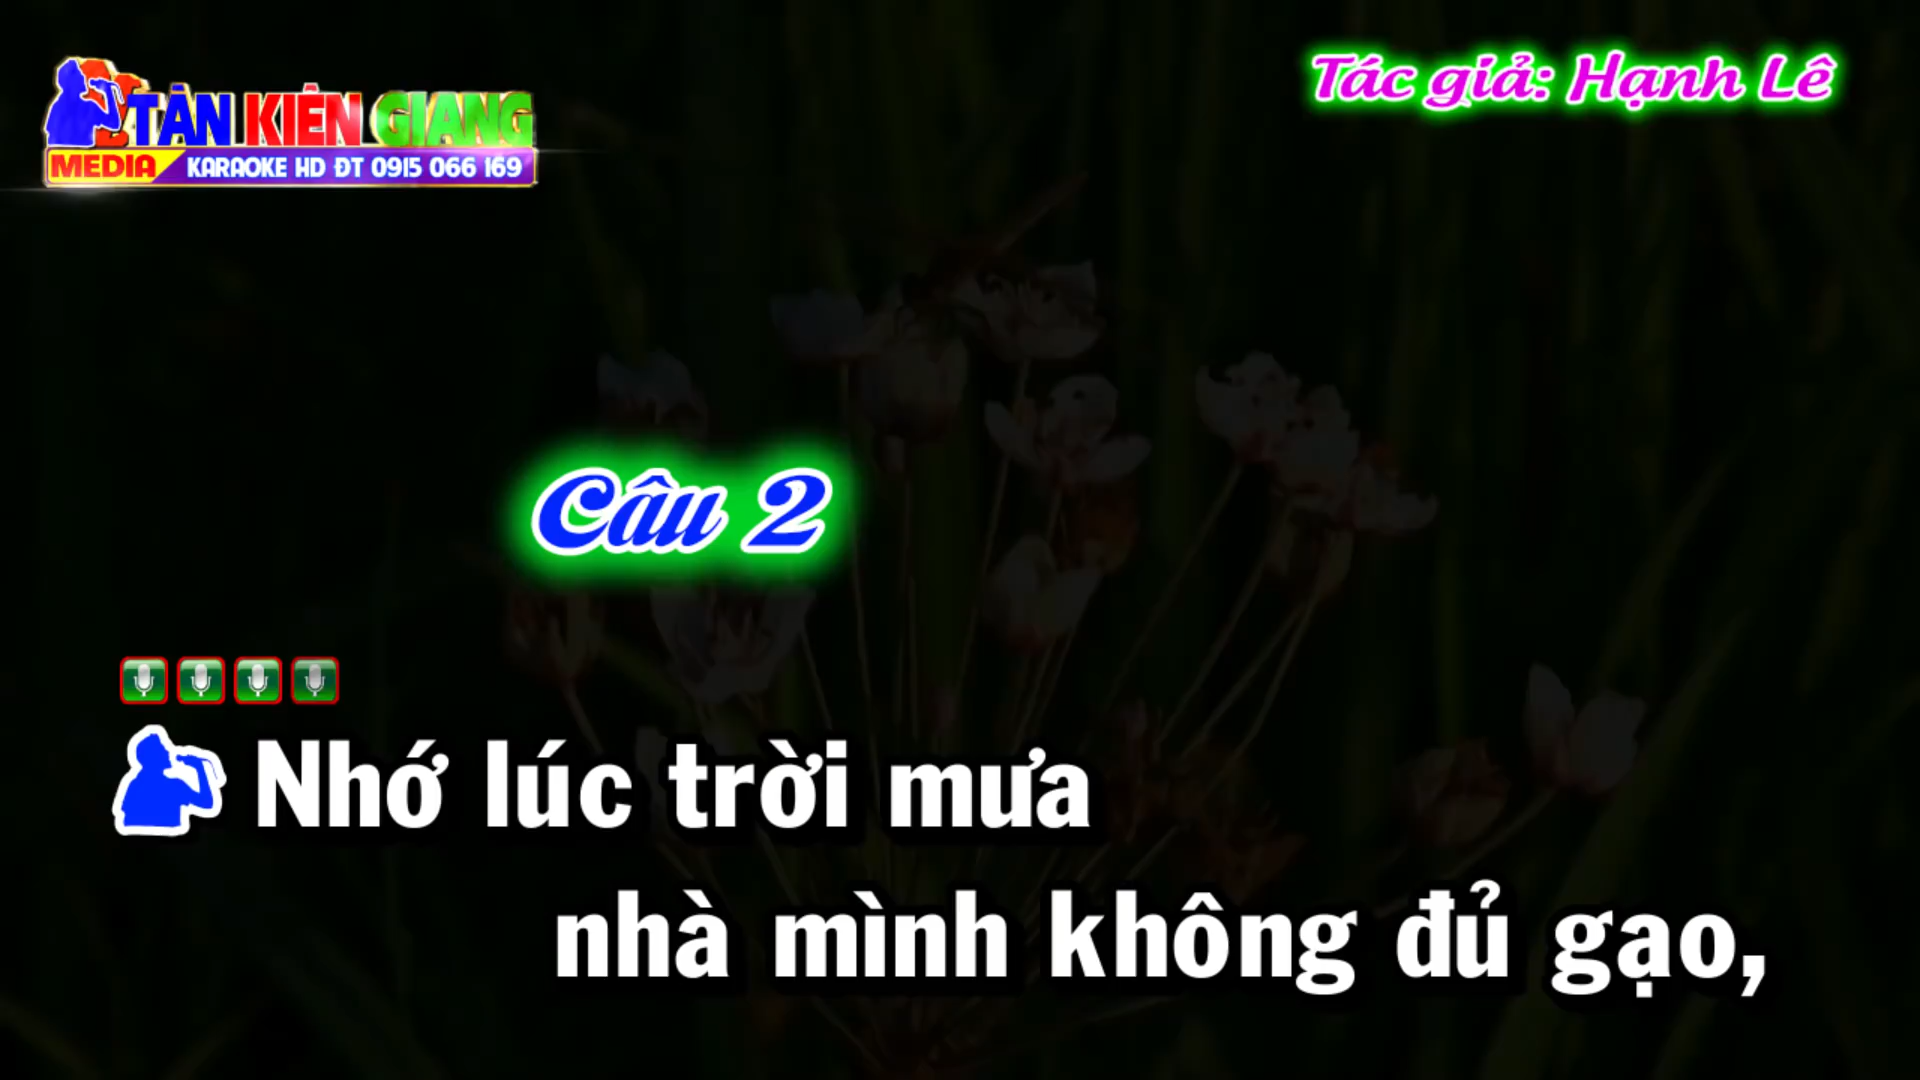 TÂN KIÊN GIANG
MEDIA KARAOKE HD ĐT 0915 066 169
Tác giả: Hạnh Lê
Câu 2
Nhớ lúc trời mưa
nhà mình không đủ gạo,